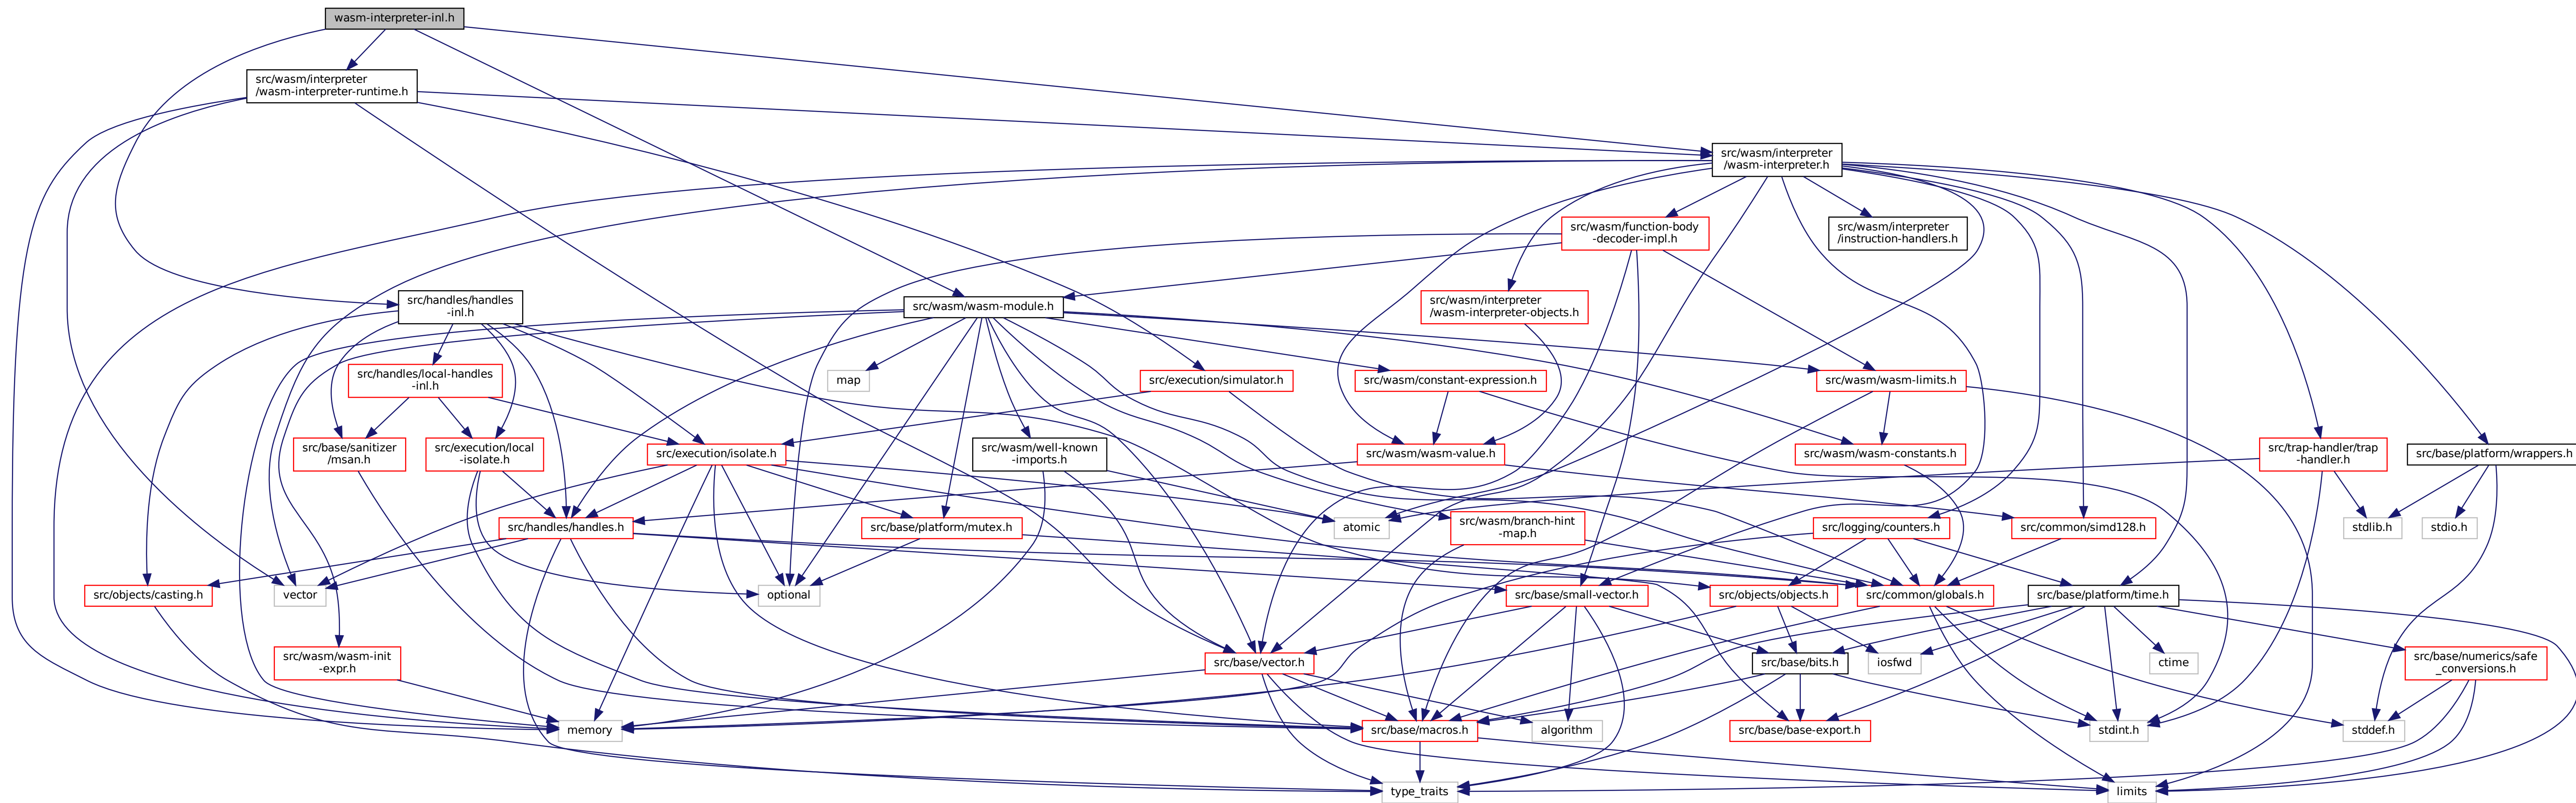 wasm-interpreter-inl.h
src/wasm/interpreter
/wasm-interpreter-runtime.h
src/wasm/interpreter
/wasm-interpreter.h
src/wasm/function-body
-decoder-impl.h
src/wasm/interpreter
/instruction-handlers.h
src/handles/handles
-inl.h
src/wasm/wasm-module.h
src/wasm/interpreter
/wasm-interpreter-objects.h
src/handles/local-handles
-inl.h
map
src/execution/simulator.h
src/wasm/constant-expression.h
src/wasm/wasm-limits.h
src/base/sanitizer
/msan.h
src/execution/local
-isolate.h
src/execution/isolate.h
src/wasm/well-known
-imports.h
src/wasm/wasm-value.h
src/wasm/wasm-constants.h
src/trap-handler/trap
-handler.h
src/base/platform/wrappers.h
src/handles/handles.h
src/base/platform/mutex.h
atomic
src/wasm/branch-hint
-map.h
src/logging/counters.h
src/common/simd128.h
stdlib.h
stdio.h
src/objects/casting.h
vector
optional
src/base/small-vector.h
src/objects/objects.h
src/common/globals.h
src/base/platform/time.h
src/wasm/wasm-init
-expr.h
src/base/vector.h
src/base/bits.h
iosfwd
ctime
src/base/numerics/safe
_conversions.h
memory
src/base/macros.h
algorithm
src/base/base-export.h
stdint.h
stddef.h
type_traits
limits